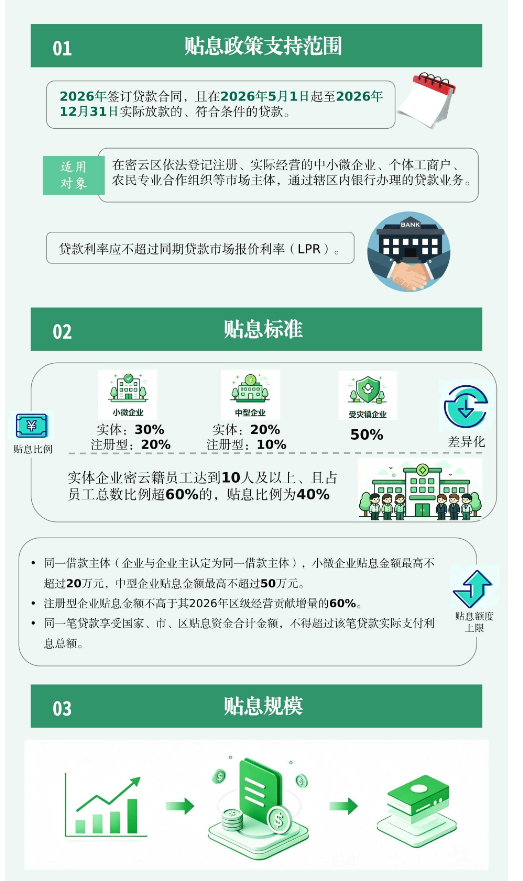 01
贴息政策支持范围
2026年签订贷款合同，且在2026年5月1日起至2026年
12月31日实际放款的、符合条件的贷款。
适用
对象
在密云区依法登记注册、实际经营的中小微企业、个体工商户、
农民专业合作组织等市场主体，通过辖区内银行办理的贷款业务。
贷款利率应不超过同期贷款市场报价利率（LPR）。
BANK
02
贴息标准
贴息比例
小微企业
实体：30%
注册型：20%
中型企业
实体：20%
注册型：10%
受灾镇企业
50%
差异化
实体企业密云籍员工达到10人及以上、且占
员工总数比例超60%的，贴息比例为40%
• 同一借款主体（企业与企业主认定为同一借款主体），小微企业贴息金额最高不
超过20万元，中型企业贴息金额最高不超过50万元。
• 注册型企业贴息金额不高于其2026年区级经营贡献增量的60%。
• 同一笔贷款享受国家、市、区贴息资金合计金额，不得超过该笔贷款实际支付利
息总额。
贴息额度
上限
03
贴息规模